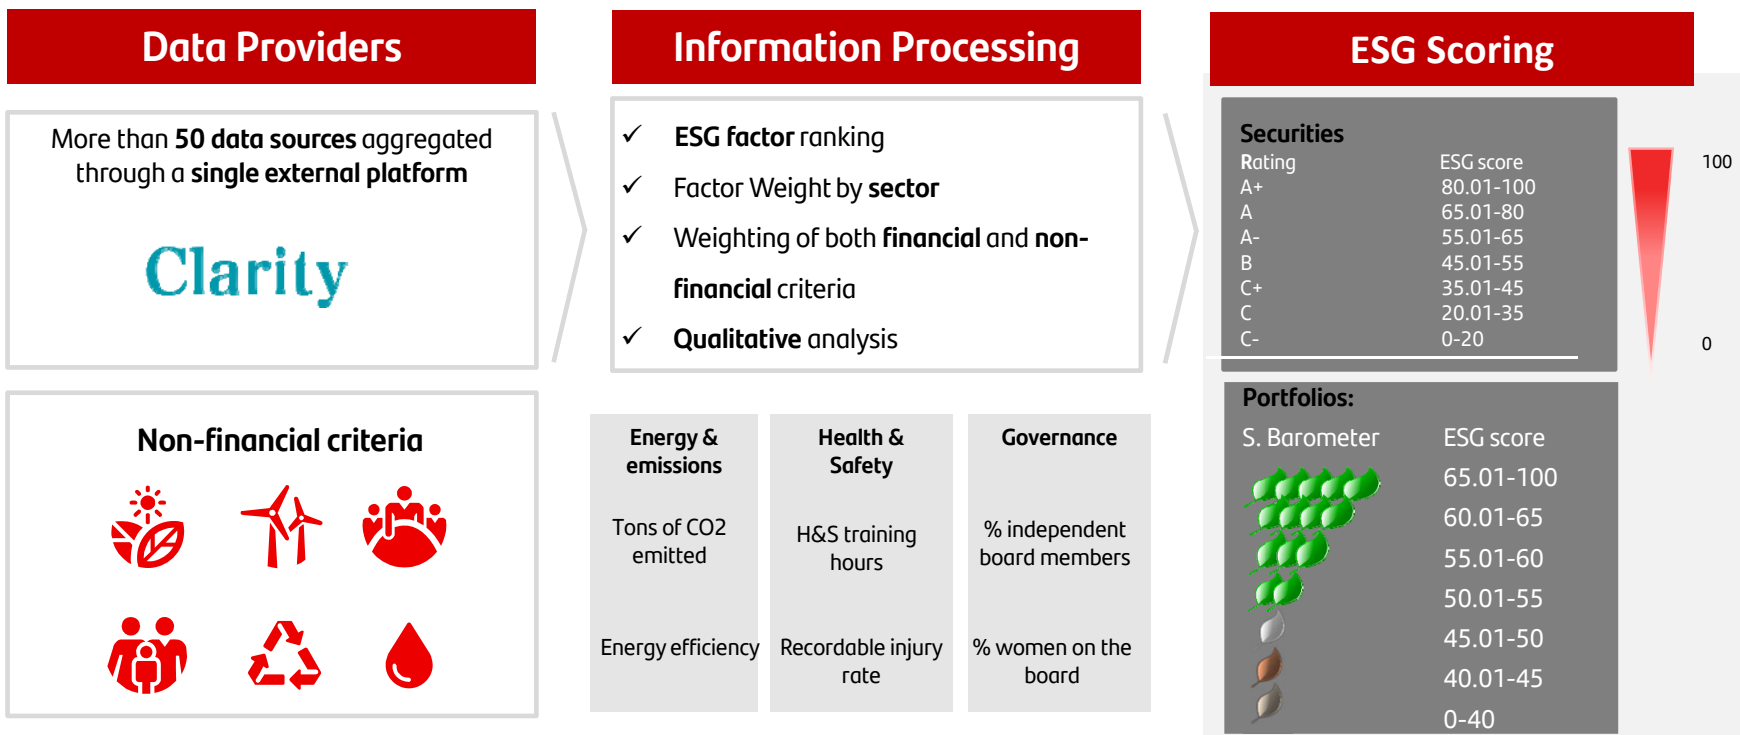 Data Providers
More than 50 data sources aggregated
through a single external platform
Clarity
Non-financial criteria
Information Processing
✓ ESG factor ranking
✓ Factor Weight by sector
✓ Weighting of both financial and non-
financial criteria
✓ Qualitative analysis
Energy &
emissions
Tons of CO2
emitted
Energy efficiency
Health &
Safety
H&S training
hours
Recordable injury
rate
Governance
% independent
board members
% women on the
board
ESG Scoring
Securities
Rating ESG score
A+ 80.01-100
A 65.01-80
A- 55.01-65
B 45.01-55
C+ 35.01-45
C 20.01-35
C- 0-20
100
0
Portfolios:
S. Barometer ESG score
65.01-100
60.01-65
55.01-60
50.01-55
45.01-50
40.01-45
0-40